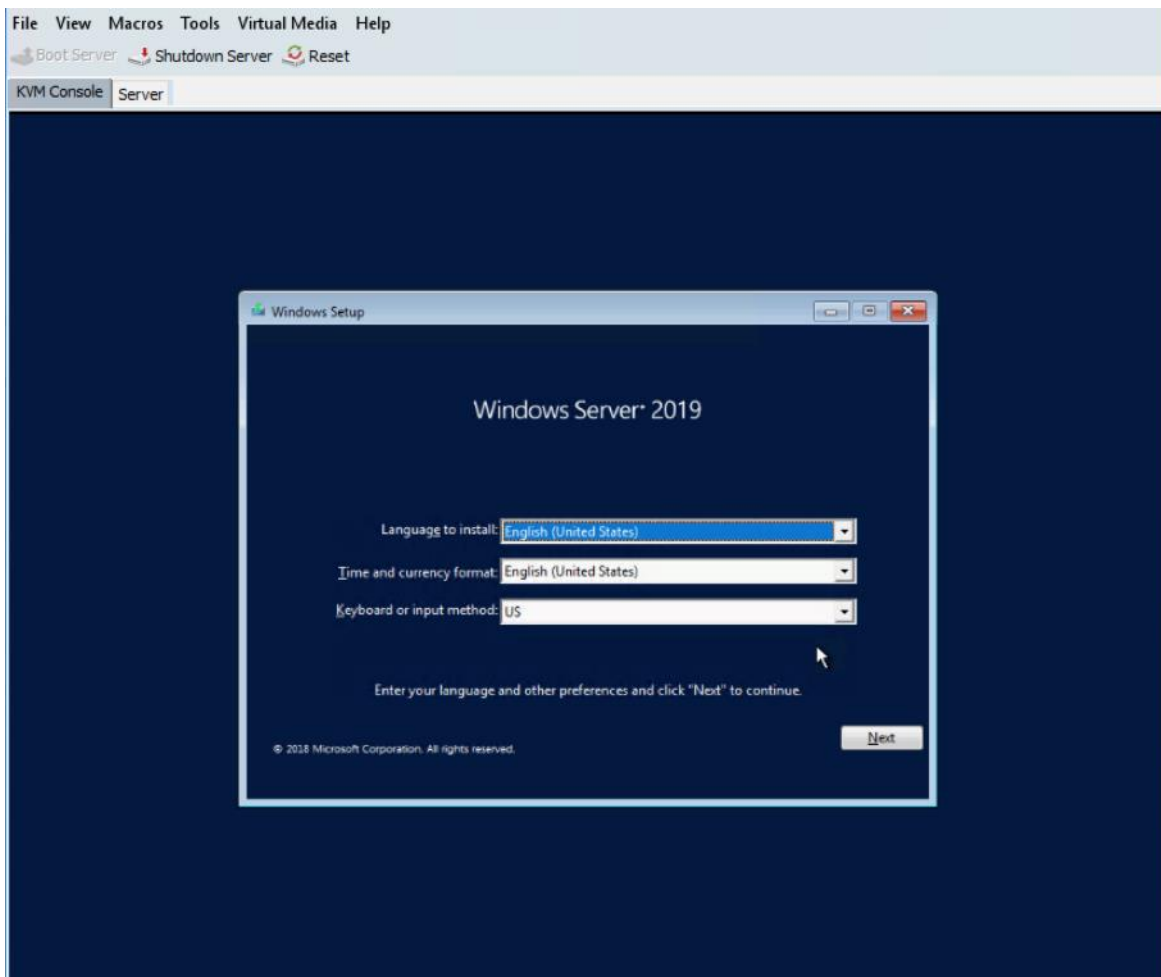 File View Macros Tools Virtual Media Help
Boot Server Shutdown Server Reset
KVM Console Server
Windows Setup
Windows Server® 2019
Language to install: English (United States)
Time and currency format: English (United States)
Keyboard or input method: US
Enter your language and other preferences and click "Next" to continue.
Next
© 2018 Microsoft Corporation. All rights reserved.